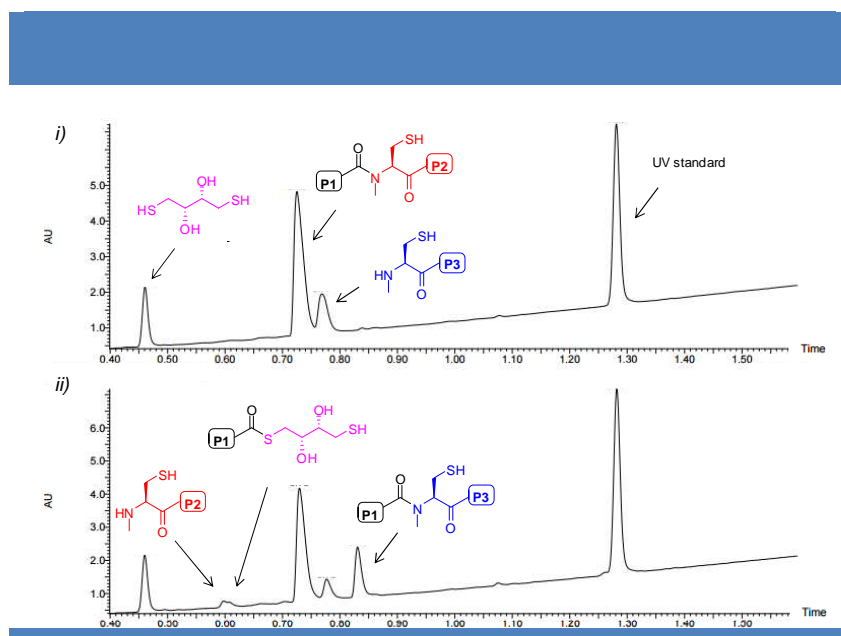 i)
AU
5.0
4.0
3.0
2.0
1.0
0.40 0.50 0.60 0.70 0.80 0.90 1.00 1.10 1.20 1.30 1.40 1.50
Time
HS
OH
OH
SH
P1
O
N
SH
O
P2
HN
SH
O
P3
UV standard
ii)
AU
6.0
5.0
4.0
3.0
2.0
1.0
0.40 0.50 0.60 0.70 0.80 0.90 1.00 1.10 1.20 1.30 1.40 1.50
Time
HN
SH
O
P2
P1
O
S
OH
OH
SH
P1
O
N
SH
O
P3